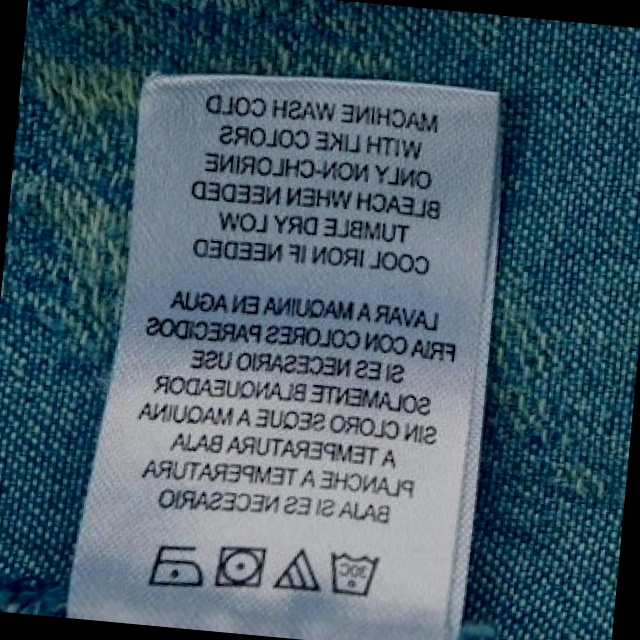 MACHINE WASH COLD
WITH LIKE COLORS
ONLY NON-CHLORINE
BLEACH WHEN NEEDED
TUMBLE DRY LOW
COOL IRON IF NEEDED
LAVAR A MAQUINA EN AGUA
FRIA CON COLORES PARECIDOS
SI ES NECESARIO USE
SOLAMENTE BLANQUEADOR
SIN CLORO SEQUE A MAQUINA
A TEMPERATURA BAJA
PLANCHE A TEMPERATURA
BAJA SI ES NECESARIO
30C